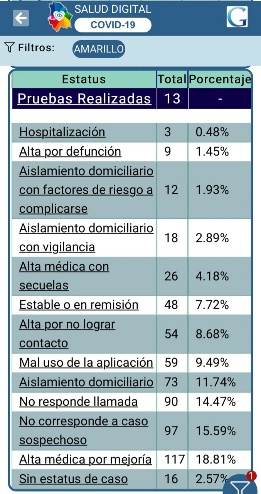 SALUD DIGITAL
COVID-19
G
Filtros: AMARILLO
Estatus Total Porcentaje
Pruebas Realizadas 13 -
Hospitalización 3 0.48%
Alta por defunción 9 1.45%
Aislamiento domiciliario
con factores de riesgo a 12 1.93%
complicarse
Aislamiento domiciliario 18 2.89%
con vigilancia
Alta médica con 26 4.18%
secuelas
Estable o en remisión 48 7.72%
Alta por no lograr 54 8.68%
contacto
Mal uso de la aplicación 59 9.49%
Aislamiento domiciliario 73 11.74%
No responde llamada 90 14.47%
No corresponde a caso 97 15.59%
sospechoso
Alta médica por mejoría 117 18.81%
Sin estatus de caso 16 2.57%
1